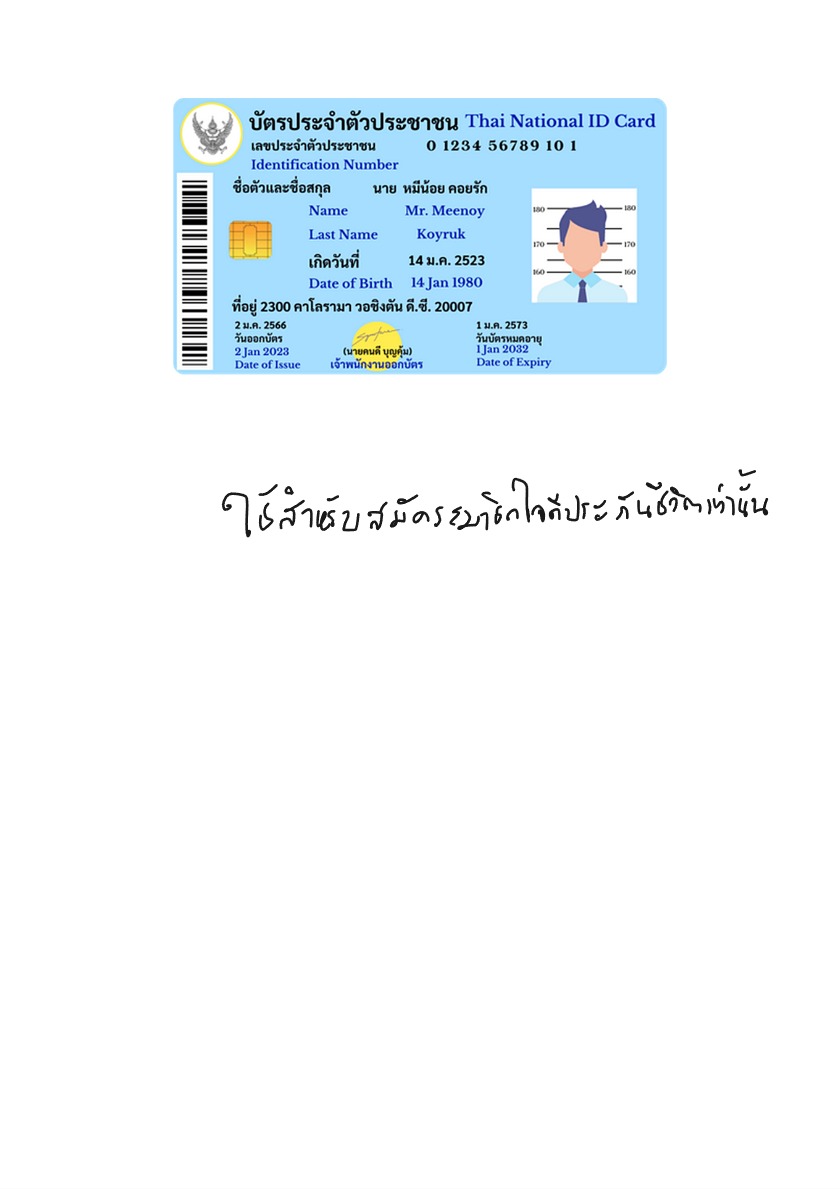 บัตรประจำตัวประชาชน Thai National ID Card
เลขประจำตัวประชาชน 0 1234 56789 10 1
Identification Number
ชื่อตัวและชื่อสกุล นาย หมีน้อย คอยรัก
Name Mr. Meenoy
Last Name Koyruk
เกิดวันที่ 14 ม.ค. 2523
Date of Birth 14 Jan 1980
ที่อยู่ 2300 คาโลรามา วอชิงตัน ดี.ซี. 20007
2 ม.ค. 2566
วันออกบัตร
2 Jan 2023
Date of Issue
(นายคนดี บุญคุ้ม)
เจ้าพนักงานออกบัตร
1 ม.ค. 2573
วันบัตรหมดอายุ
1 Jan 2032
Date of Expiry
180 180
170 170
160 160
ใช้สำหรับสมัครสมาชิกใจดีประกันชีวิตเท่านั้น